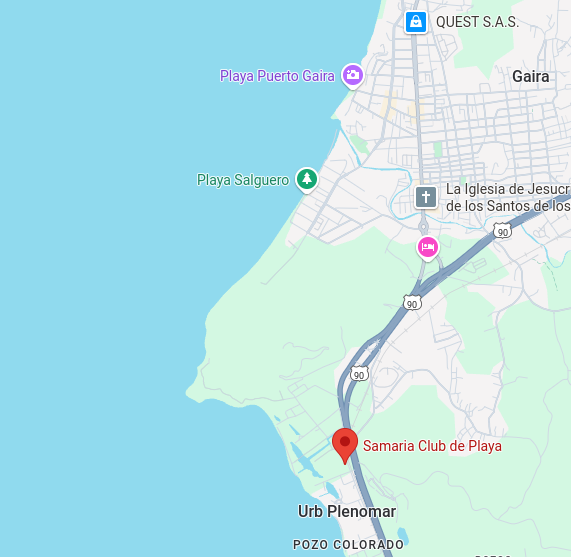 QUEST S.A.S.
Playa Puerto Gaira
Gaira
Playa Salguero
La Iglesia de Jesucr
de los Santos de los
90
90
90
Samaria Club de Playa
Urb Plenomar
POZO COLORADO